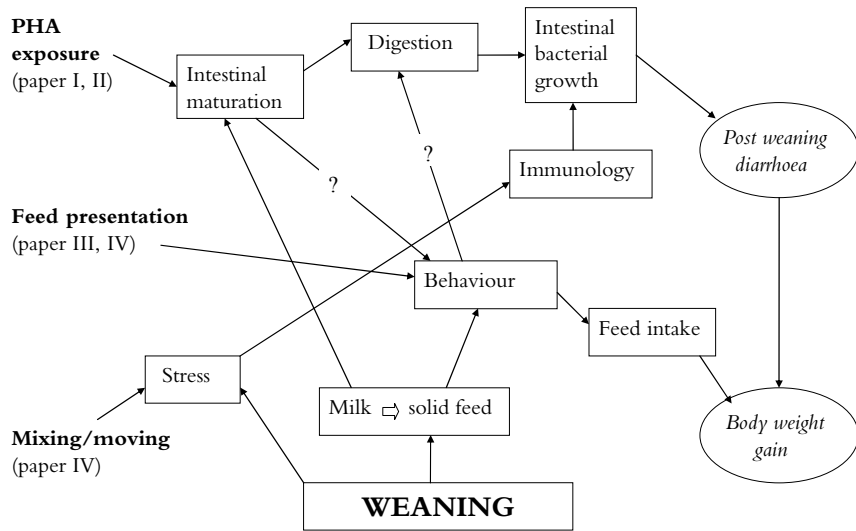 PHA
exposure
(paper I, II)
Intestinal
maturation
Digestion
Intestinal
bacterial
growth
Post weaning
diarrhoea
?
?
Immunology
Feed presentation
(paper III, IV)
Behaviour
Feed intake
Stress
Milk ⇨ solid feed
Mixing/moving
(paper IV)
Body weight
gain
WEANING